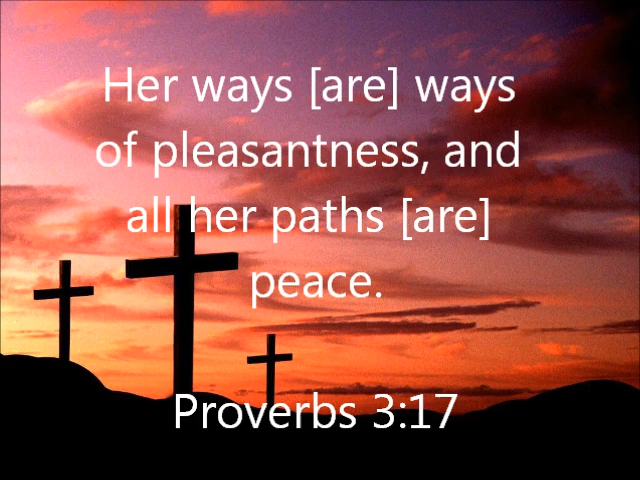 Her ways [are] ways
of pleasantness, and
all her paths [are]
peace.
Proverbs 3:17